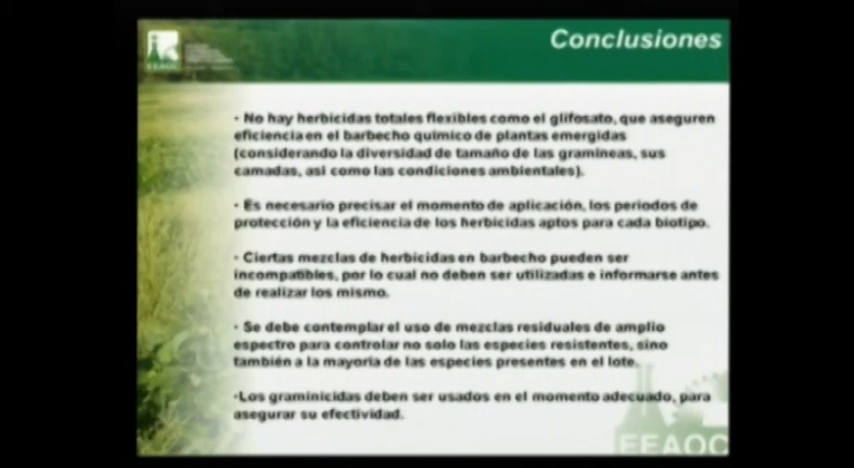 EEAOC
Conclusiones
· No hay herbicidas totales flexibles como el glifosato, que aseguren
eficiencia en el barbecho químico de plantas emergidas
(considerando la diversidad de tamaño de las gramíneas, sus
camadas, así como las condiciones ambientales).
· Es necesario precisar el momento de aplicación, los períodos de
protección y la eficiencia de los herbicidas aptos para cada biotipo.
· Ciertas mezclas de herbicidas en barbecho pueden ser
incompatibles, por lo cual no deben ser utilizadas e informarse antes
de realizar los mismo.
· Se debe contemplar el uso de mezclas residuales de amplio
espectro para controlar no solo las especies resistentes, sino
también a la mayoría de las especies presentes en el lote.
·Los graminicidas deben ser usados en el momento adecuado, para
asegurar su efectividad.
EEAOC